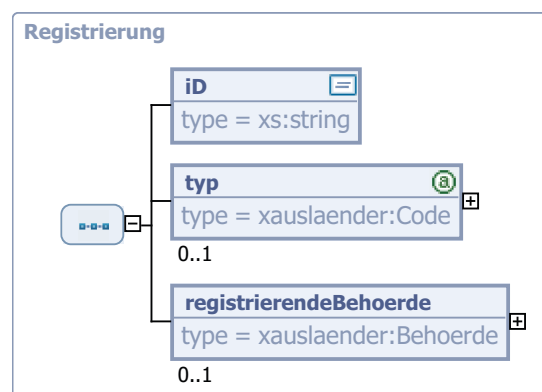 Registrierung
iD
type = xs:string
typ
type = xauslaender:Code
0..1
registrierendeBehoerde
type = xauslaender:Behoerde
0..1